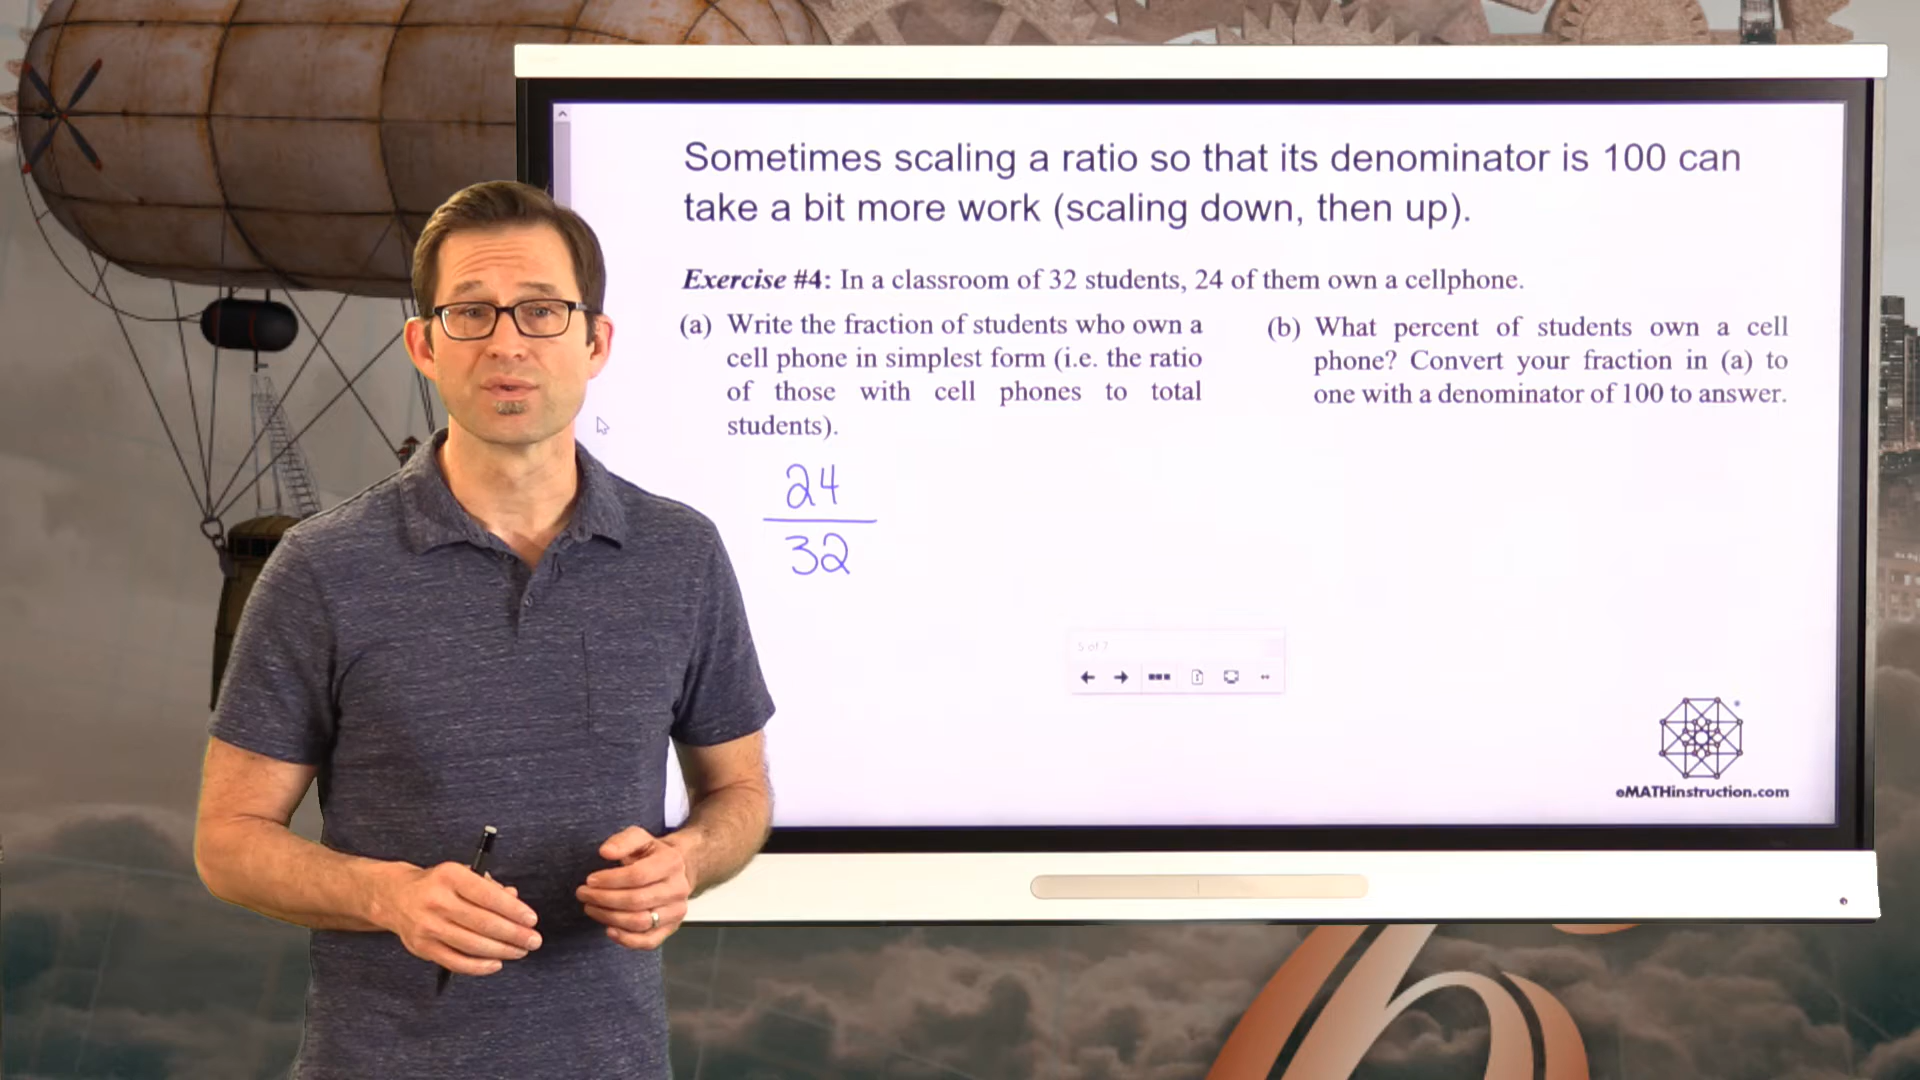 Sometimes scaling a ratio so that its denominator is 100 can
take a bit more work (scaling down, then up).
Exercise #4: In a classroom of 32 students, 24 of them own a cellphone.
(a) Write the fraction of students who own a
cell phone in simplest form (i.e. the ratio
of those with cell phones to total
students).
24
32
(b) What percent of students own a cell
phone? Convert your fraction in (a) to
one with a denominator of 100 to answer.
5 of 7
eMATHinstruction.com